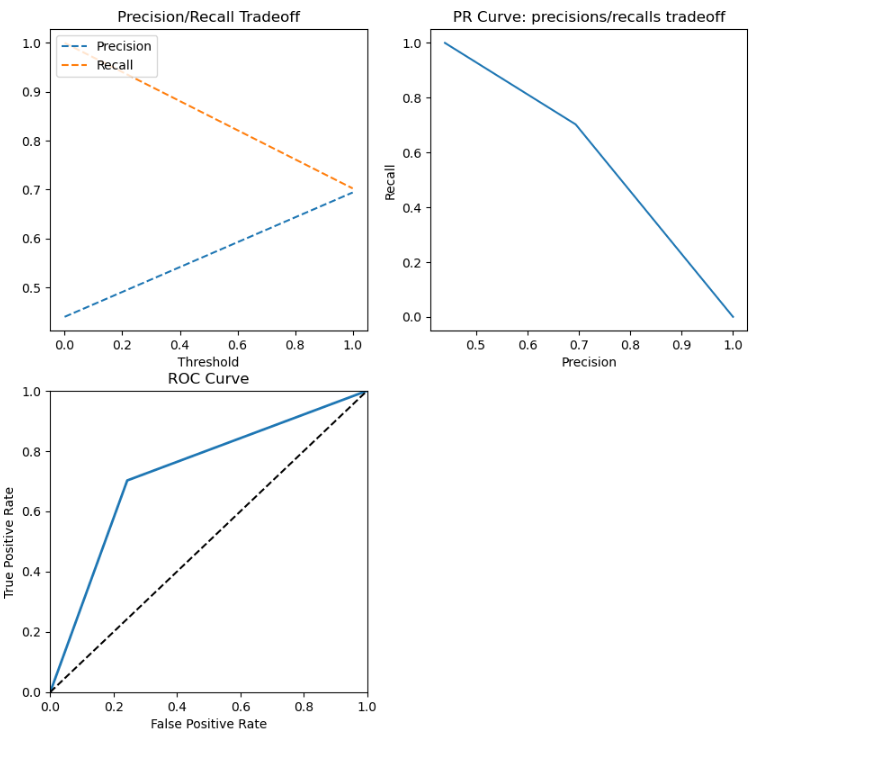 Precision/Recall Tradeoff
1.0
0.9
0.8
0.7
0.6
0.5
Precision
Recall
0.0 0.2 0.4 0.6 0.8 1.0
Threshold
PR Curve: precisions/recalls tradeoff
Recall
1.0
0.8
0.6
0.4
0.2
0.0
0.5 0.6 0.7 0.8 0.9 1.0
Precision
ROC Curve
True Positive Rate
1.0
0.8
0.6
0.4
0.2
0.0
0.0 0.2 0.4 0.6 0.8 1.0
False Positive Rate